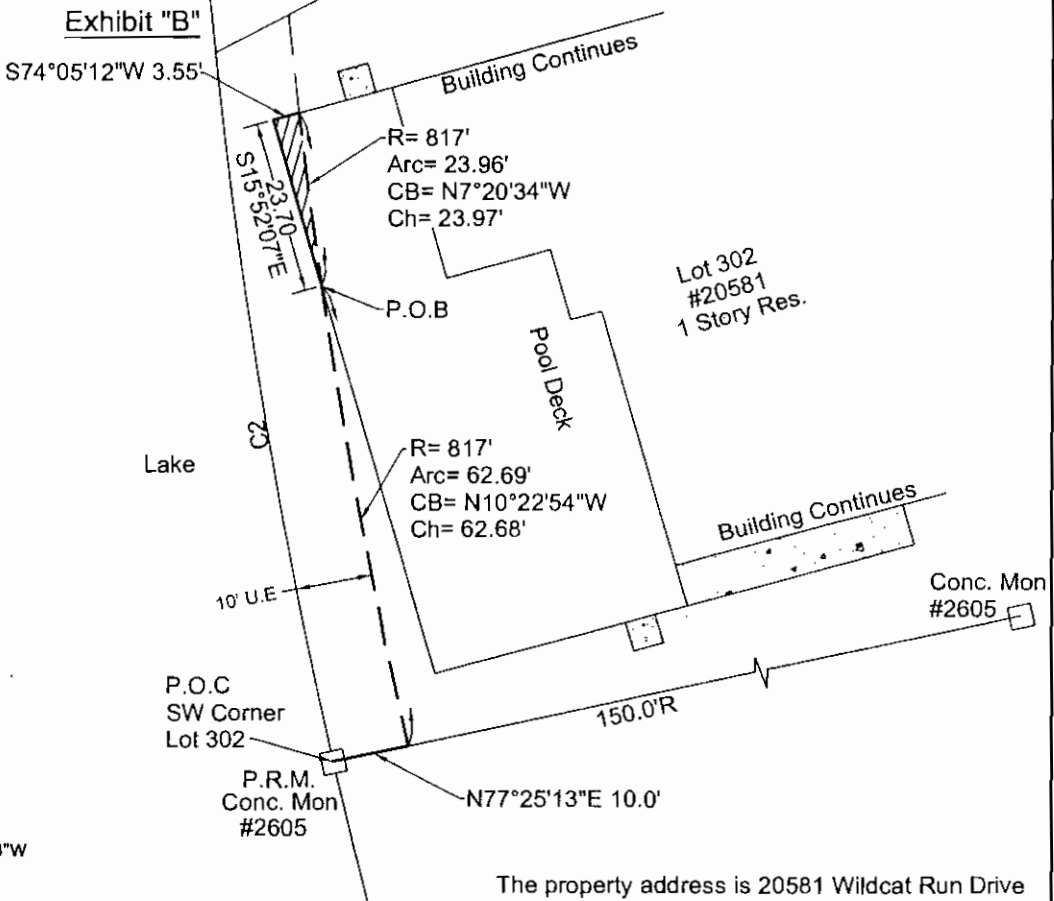 Exhibit "B"
S74°05'12"W 3.55'
Building Continues
R= 817'
Arc= 23.96'
CB= N7°20'34"W
Ch= 23.97'
23.70
S15°52'07"E
Lot 302
#20581
1 Story Res.
P.O.B
Pool Deck
C2
Lake
R= 817'
Arc= 62.69'
CB= N10°22'54"W
Ch= 62.68'
Building Continues
10' U.E
Conc. Mon
#2605
P.O.C
SW Corner
Lot 302
150.0'R
P.R.M.
Conc. Mon
#2605
N77°25'13"E 10.0'
"W
The property address is 20581 Wildcat Run Drive